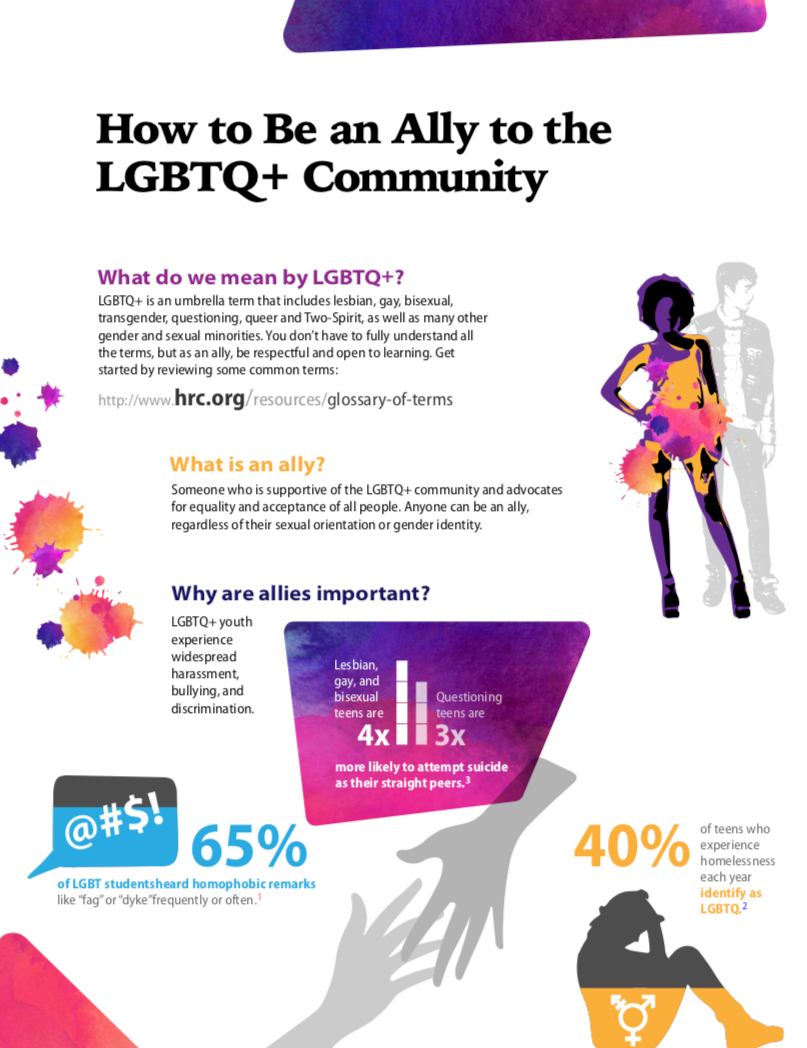 How to Be an Ally to the
LGBTQ+ Community
What do we mean by LGBTQ+?
LGBTQ+ is an umbrella term that includes lesbian, gay, bisexual,
transgender, questioning, queer and Two-Spirit, as well as many other
gender and sexual minorities. You don't have to fully understand all
the terms, but as an ally, be respectful and open to learning. Get
started by reviewing some common terms:
http://www.hrc.org/resources/glossary-of-terms
What is an ally?
Someone who is supportive of the LGBTQ+ community and advocates
for equality and acceptance of all people. Anyone can be an ally,
regardless of their sexual orientation or gender identity.
Why are allies important?
LGBTQ+ youth
experience
widespread
harassment,
bullying, and
discrimination.
Lesbian,
gay, and
bisexual
teens are
4x
Questioning
teens are
3x
more likely to attempt suicide
as their straight peers.3
@#$!
65%
of LGBT studentsheard homophobic remarks
like "fag" or "dyke"frequently or often.1
40%
of teens who
experience
homelessness
each year
identify as
LGBTQ.2